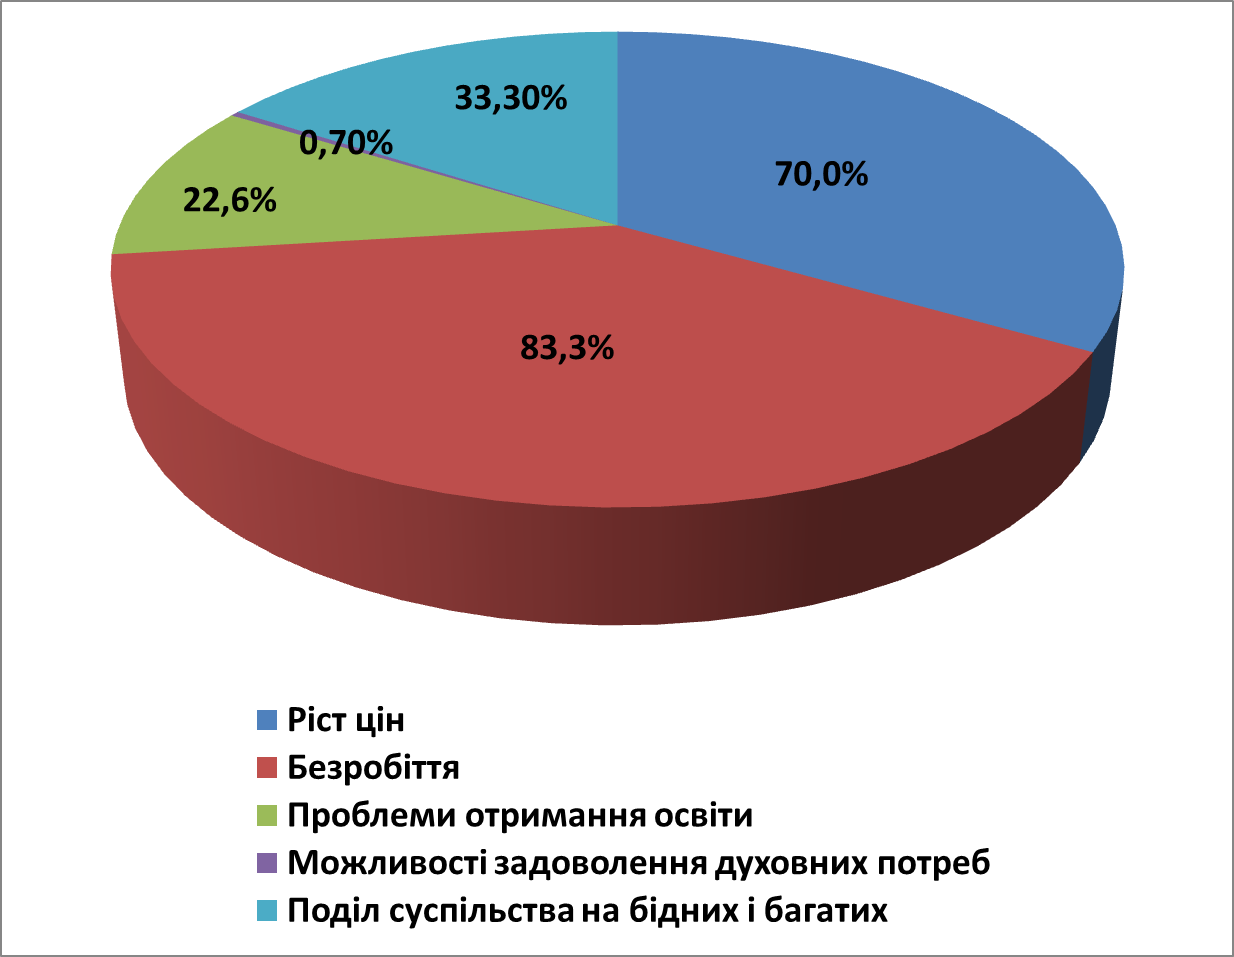 33,30%
70,0%
0,70%
22,6%
83,3%
Ріст цін
Безробіття
Проблеми отримання освіти
Можливості задоволення духовних потреб
Поділ суспільства на бідних і багатих